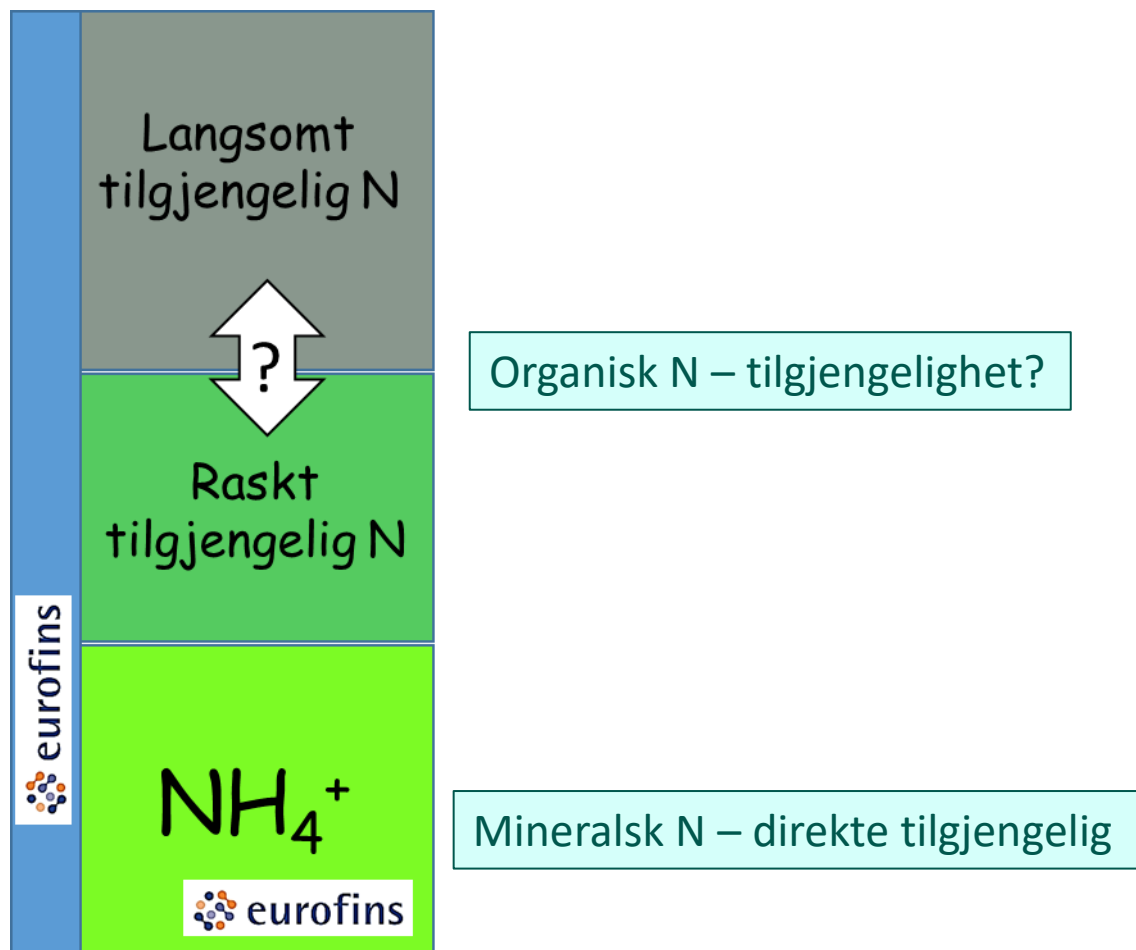 Langsomt
tilgjengelig N
?
Organisk N – tilgjengelighet?
Raskt
tilgjengelig N
eurofins
NH₄⁺
Mineralsk N – direkte tilgjengelig
eurofins